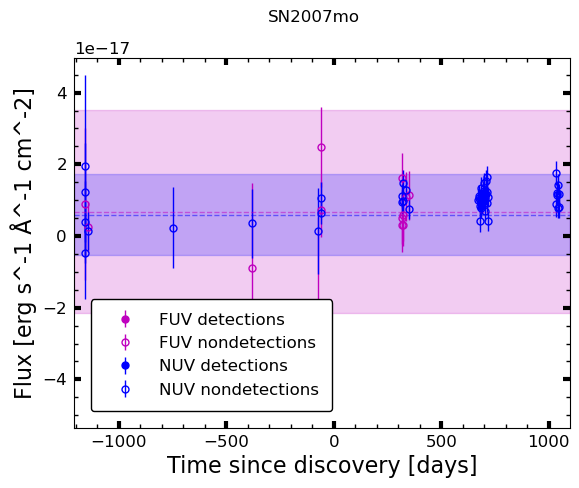 SN2007mo
1e−17
4
2
0
−2
−4
Flux [erg s^-1 Å^-1 cm^-2]
FUV detections
FUV nondetections
NUV detections
NUV nondetections
−1000
−500
0
500
1000
Time since discovery [days]